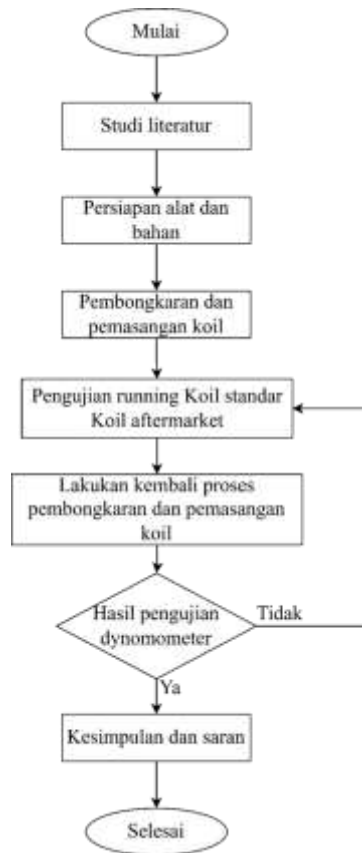 Mulai
Studi literatur
Persiapan alat dan
bahan
Pembongkaran dan
pemasangan koil
Pengujian running Koil standar
Koil aftermarket
Lakukan kembali proses
pembongkaran dan pemasangan
koil
Hasil pengujian
dynomometer
Tidak
Ya
Kesimpulan dan saran
Selesai